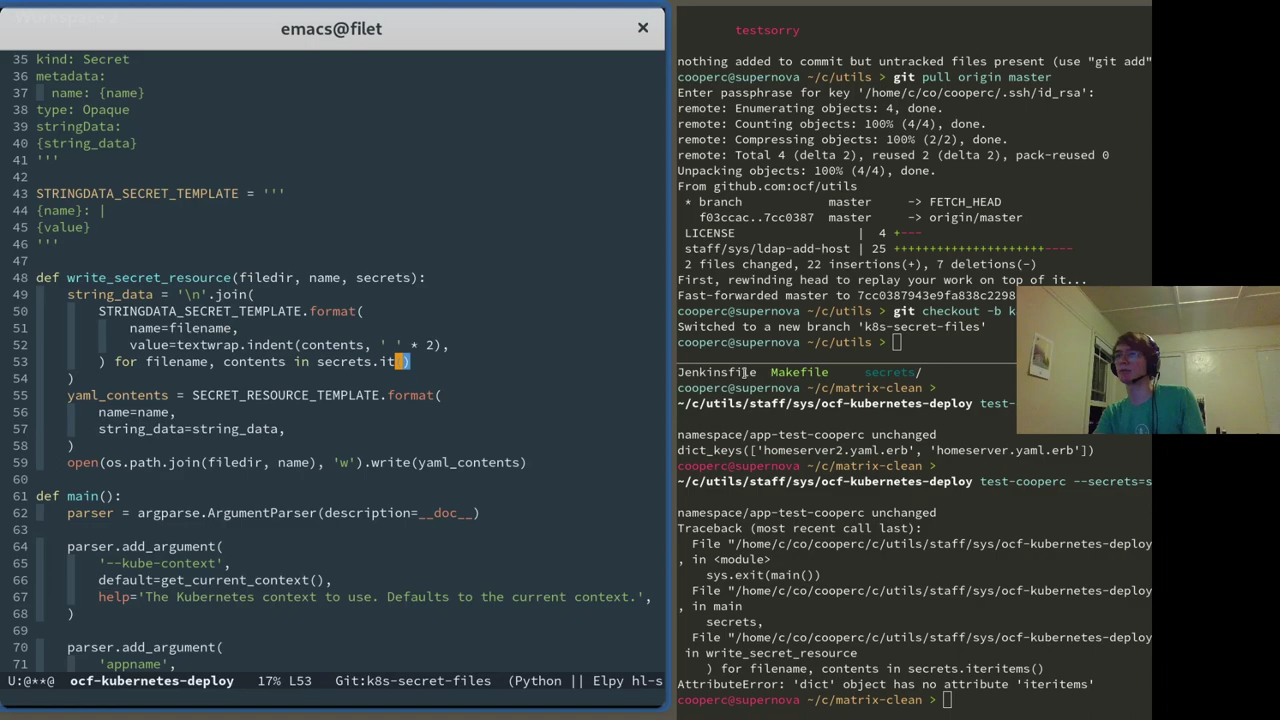 emacs@filet
×
35 kind: Secret
36 metadata:
37   name: {name}
38 type: Opaque
39 stringData:
40 {string_data}
41 '''
42
43 STRINGDATA_SECRET_TEMPLATE = '''
44 {name}: |
45 {value}
46 '''
47
48 def write_secret_resource(filedir, name, secrets):
49     string_data = '\n'.join(
50         STRINGDATA_SECRET_TEMPLATE.format(
51             name=filename,
52             value=textwrap.indent(contents, ' ' * 2),
53         ) for filename, contents in secrets.it()
54     )
55     yaml_contents = SECRET_RESOURCE_TEMPLATE.format(
56         name=name,
57         string_data=string_data,
58     )
59     open(os.path.join(filedir, name), 'w').write(yaml_contents)
60
61 def main():
62     parser = argparse.ArgumentParser(description=__doc__)
63
64     parser.add_argument(
65         '--kube-context',
66         default=get_current_context(),
67         help='The Kubernetes context to use. Defaults to the current context.',
68     )
69
70     parser.add_argument(
71         'appname',
U:@**@  ocf-kubernetes-deploy   17% L53   Git:k8s-secret-files  (Python || Elpy hl-s
testsorry
nothing added to commit but untracked files present (use "git add"
cooperc@supernova ~/c/utils > git pull origin master
Enter passphrase for key '/home/c/co/cooperc/.ssh/id_rsa':
remote: Enumerating objects: 4, done.
remote: Counting objects: 100% (4/4), done.
remote: Compressing objects: 100% (2/2), done.
remote: Total 4 (delta 2), reused 2 (delta 2), pack-reused 0
Unpacking objects: 100% (4/4), done.
From github.com:ocf/utils
 * branch            master     -> FETCH_HEAD
   f03ccac..7cc0387  master     -> origin/master
 LICENSE                |  4 +---
 staff/sys/ldap-add-host | 25 +++++++++++++++++++++----
 2 files changed, 22 insertions(+), 7 deletions(-)
First, rewinding head to replay your work on top of it...
Fast-forwarded master to 7cc0387943e9fa838c2298
cooperc@supernova ~/c/utils > git checkout -b k
Switched to a new branch 'k8s-secret-files'
cooperc@supernova ~/c/utils >
Jenkinsfile  Makefile     secrets/
cooperc@supernova ~/c/matrix-clean >
~/c/utils/staff/sys/ocf-kubernetes-deploy test-
namespace/app-test-cooperc unchanged
dict_keys(['homeserver2.yaml.erb', 'homeserver.yaml.erb'])
cooperc@supernova ~/c/matrix-clean >
~/c/utils/staff/sys/ocf-kubernetes-deploy test-cooperc --secrets=s
namespace/app-test-cooperc unchanged
Traceback (most recent call last):
  File "/home/c/co/cooperc/c/utils/staff/sys/ocf-kubernetes-deploy
, in <module>
    sys.exit(main())
  File "/home/c/co/cooperc/c/utils/staff/sys/ocf-kubernetes-deploy
, in main
    secrets,
  File "/home/c/co/cooperc/c/utils/staff/sys/ocf-kubernetes-deploy
 in write_secret_resource
    ) for filename, contents in secrets.iteritems()
AttributeError: 'dict' object has no attribute 'iteritems'
cooperc@supernova ~/c/matrix-clean >